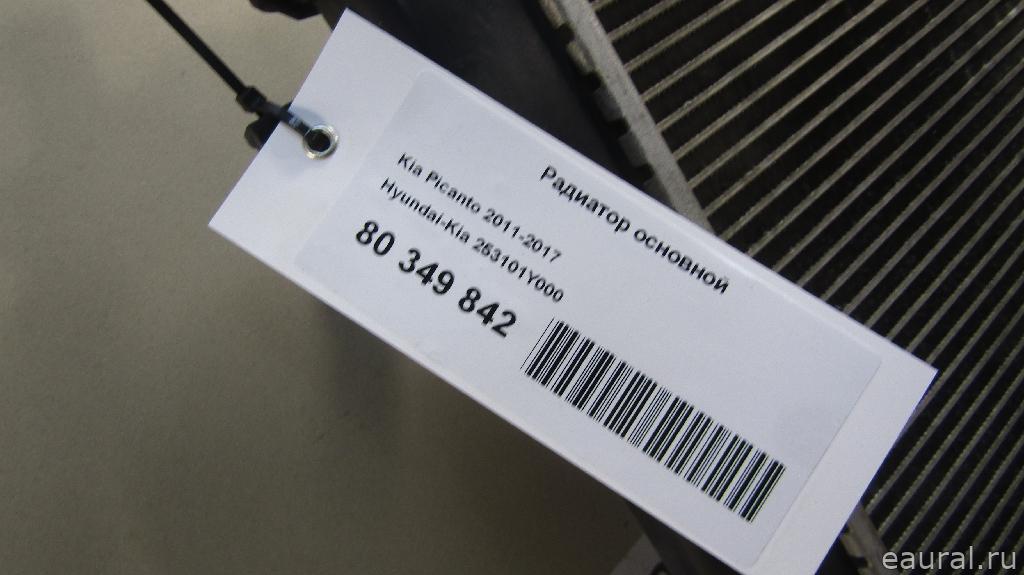 Радиатор основной
Kia Picanto 2011-2017
Hyundai-Kia 253101Y000
80 349 842
eaural.ru